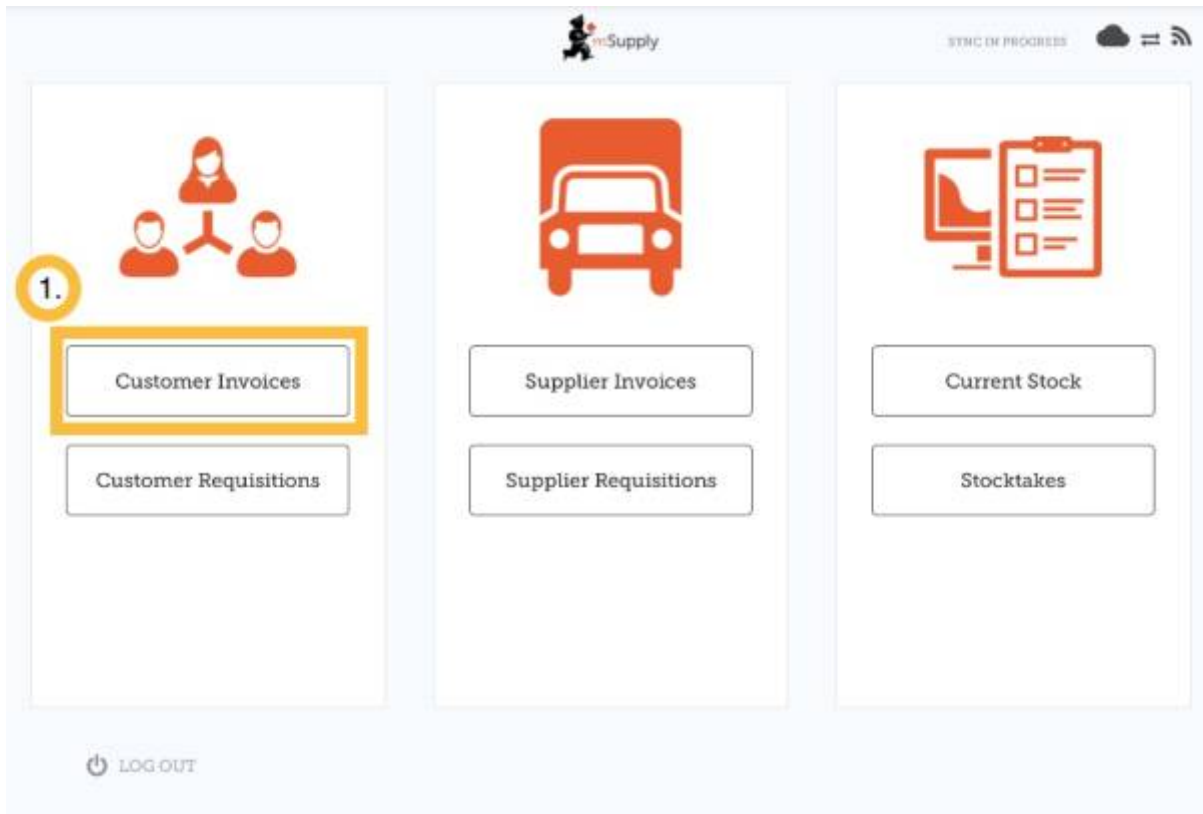 mSupply
SYNC IN PROGRESS
1.
Customer Invoices
Supplier Invoices
Current Stock
Customer Requisitions
Supplier Requisitions
Stocktakes
LOG OUT